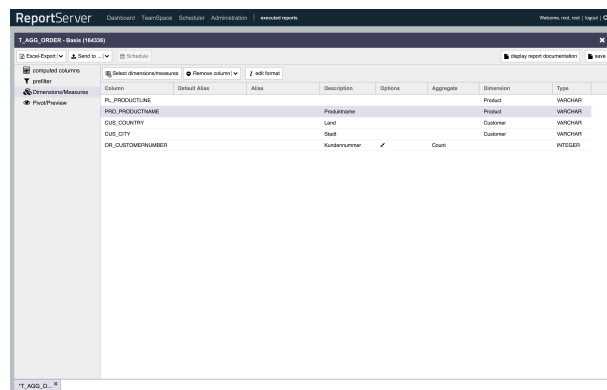 ReportServer Dashboard TeamSpace Scheduler Administration | executed reports Welcome, root, root | logout |
T_AGG_ORDER - Basis (164336)
Excel-Export Send to ... Schedule display report documentation save
computed columns
prefilter
Dimensions/Measures
Pivot/Preview
Select dimensions/measures Remove column edit format
Column Default Alias Alias Description Options Aggregate Dimension Type
PL_PRODUCTLINE Product VARCHAR
PRO_PRODUCTNAME Produktname Product VARCHAR
CUS_COUNTRY Land Customer VARCHAR
CUS_CITY Stadt Customer VARCHAR
OR_CUSTOMERNUMBER Kundennummer Count INTEGER
*T_AGG_O...